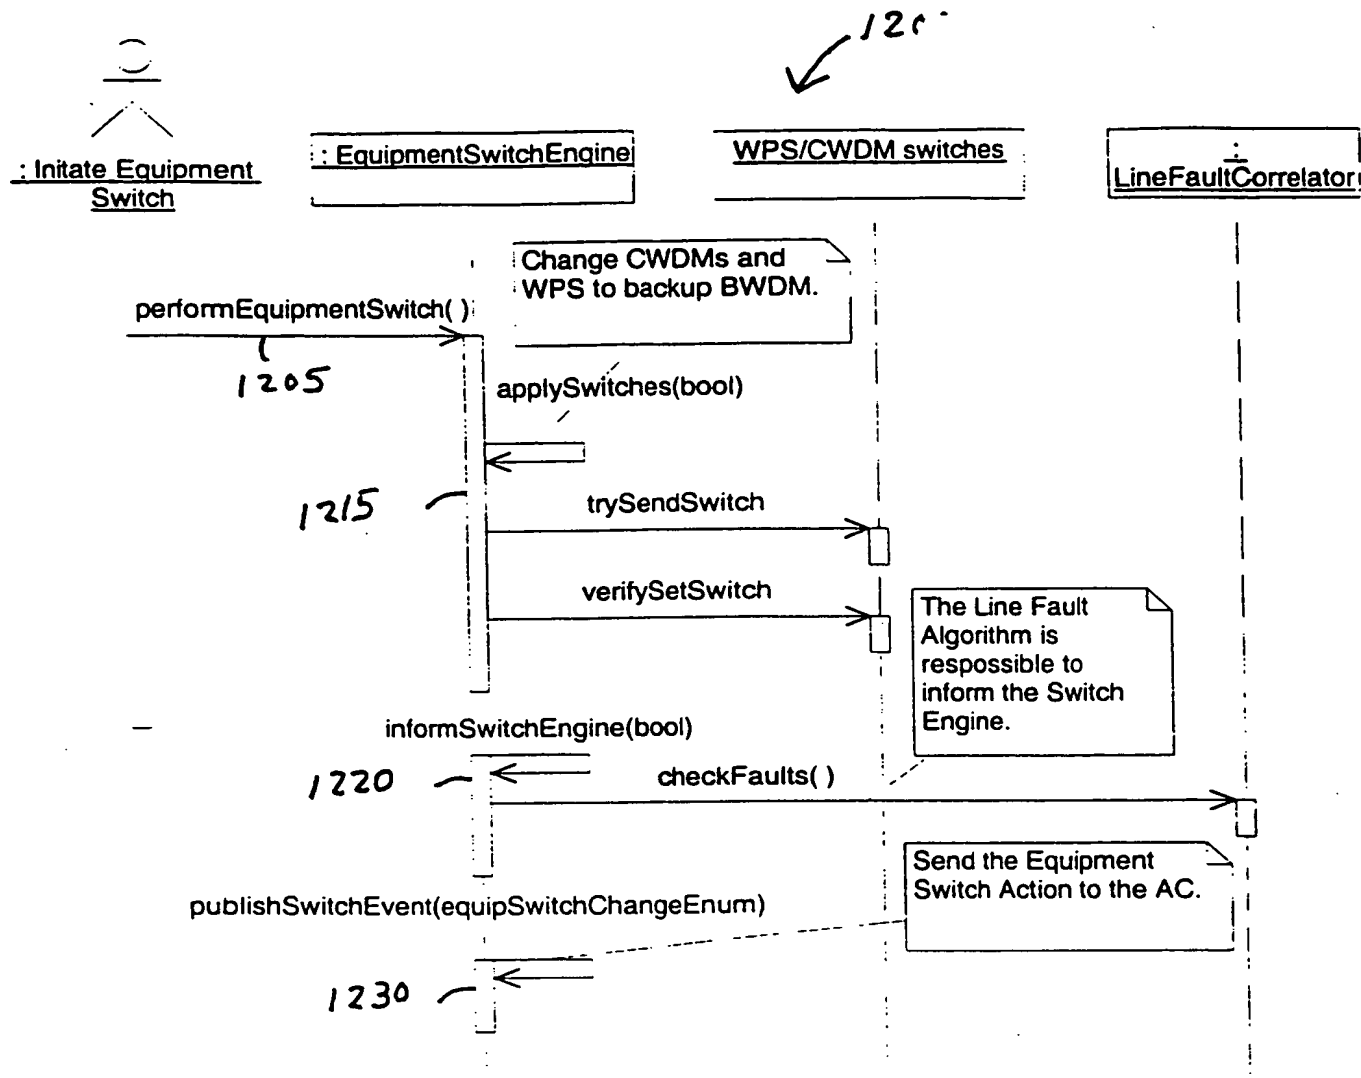 : Initate Equipment
Switch
: EquipmentSwitchEngine
WPS/CWDM switches
:
LineFaultCorrelator
Change CWDMs and
WPS to backup BWDM.
performEquipmentSwitch( )
1205
applySwitches(bool)
1215
trySendSwitch
verifySetSwitch
The Line Fault
Algorithm is
respossible to
inform the Switch
Engine.
informSwitchEngine(bool)
1220
checkFaults( )
Send the Equipment
Switch Action to the AC.
publishSwitchEvent(equipSwitchChangeEnum)
1230